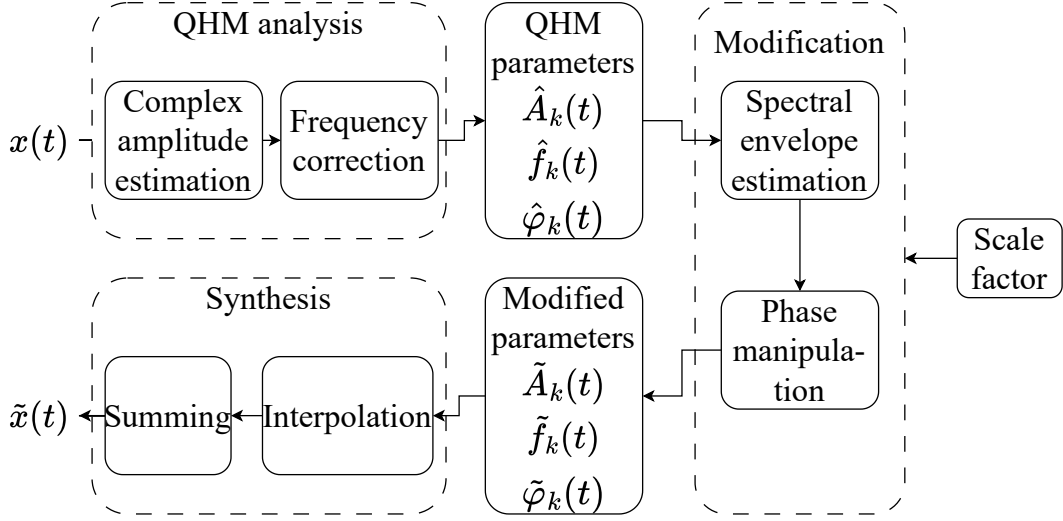 QHM analysis
x(t)
Complex
amplitude
estimation
Frequency
correction
QHM
parameters
Â_k(t)
f̂_k(t)
φ̂_k(t)
Modification
Spectral
envelope
estimation
Phase
manipula-
tion
Scale
factor
Modified
parameters
Ã_k(t)
f̃_k(t)
φ̃_k(t)
Synthesis
Interpolation
Summing
x̃(t)